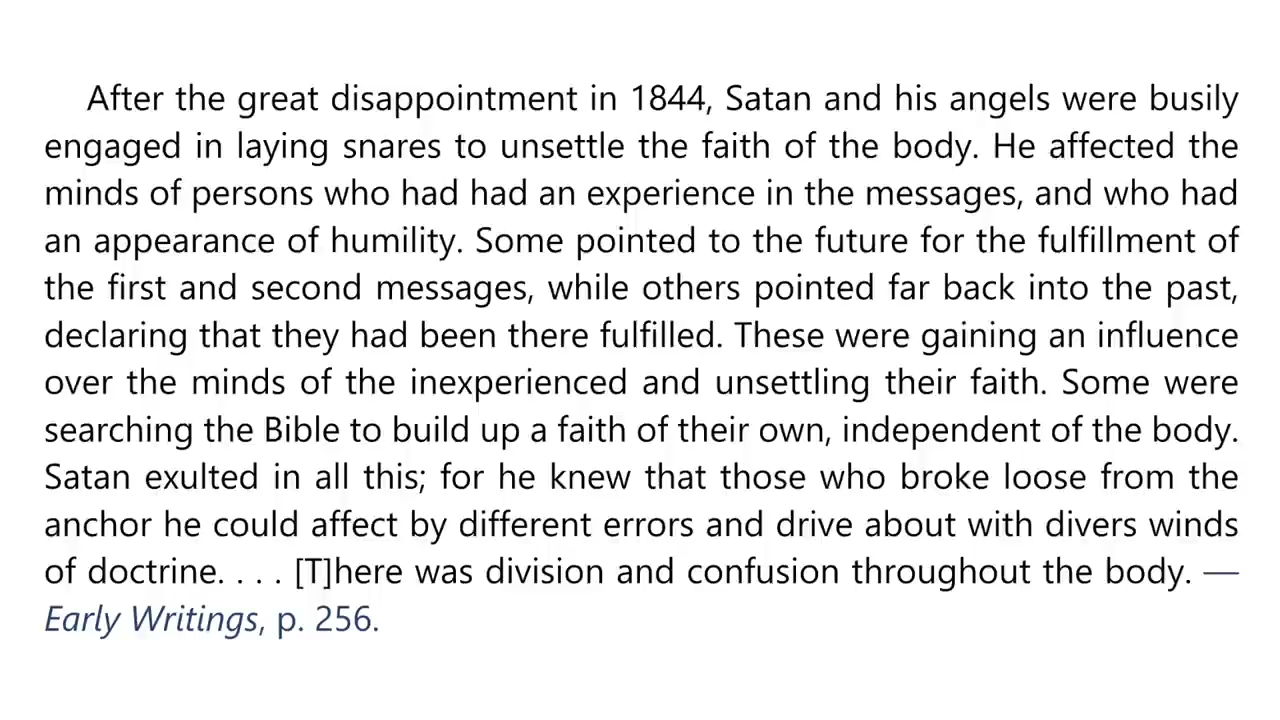 After the great disappointment in 1844, Satan and his angels were busily
engaged in laying snares to unsettle the faith of the body. He affected the
minds of persons who had had an experience in the messages, and who had
an appearance of humility. Some pointed to the future for the fulfillment of
the first and second messages, while others pointed far back into the past,
declaring that they had been there fulfilled. These were gaining an influence
over the minds of the inexperienced and unsettling their faith. Some were
searching the Bible to build up a faith of their own, independent of the body.
Satan exulted in all this; for he knew that those who broke loose from the
anchor he could affect by different errors and drive about with divers winds
of doctrine. . . . [T]here was division and confusion throughout the body. —
Early Writings, p. 256.